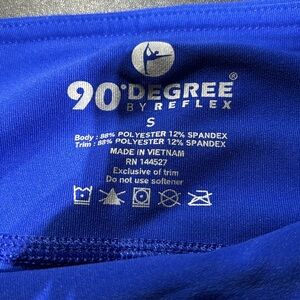 90° DEGREE®
BY REFLEX
S
Body : 88% POLYESTER 12% SPANDEX
Trim : 88% POLYESTER 12% SPANDEX
MADE IN VIETNAM
RN 144527
Exclusive of trim
Do not use softener